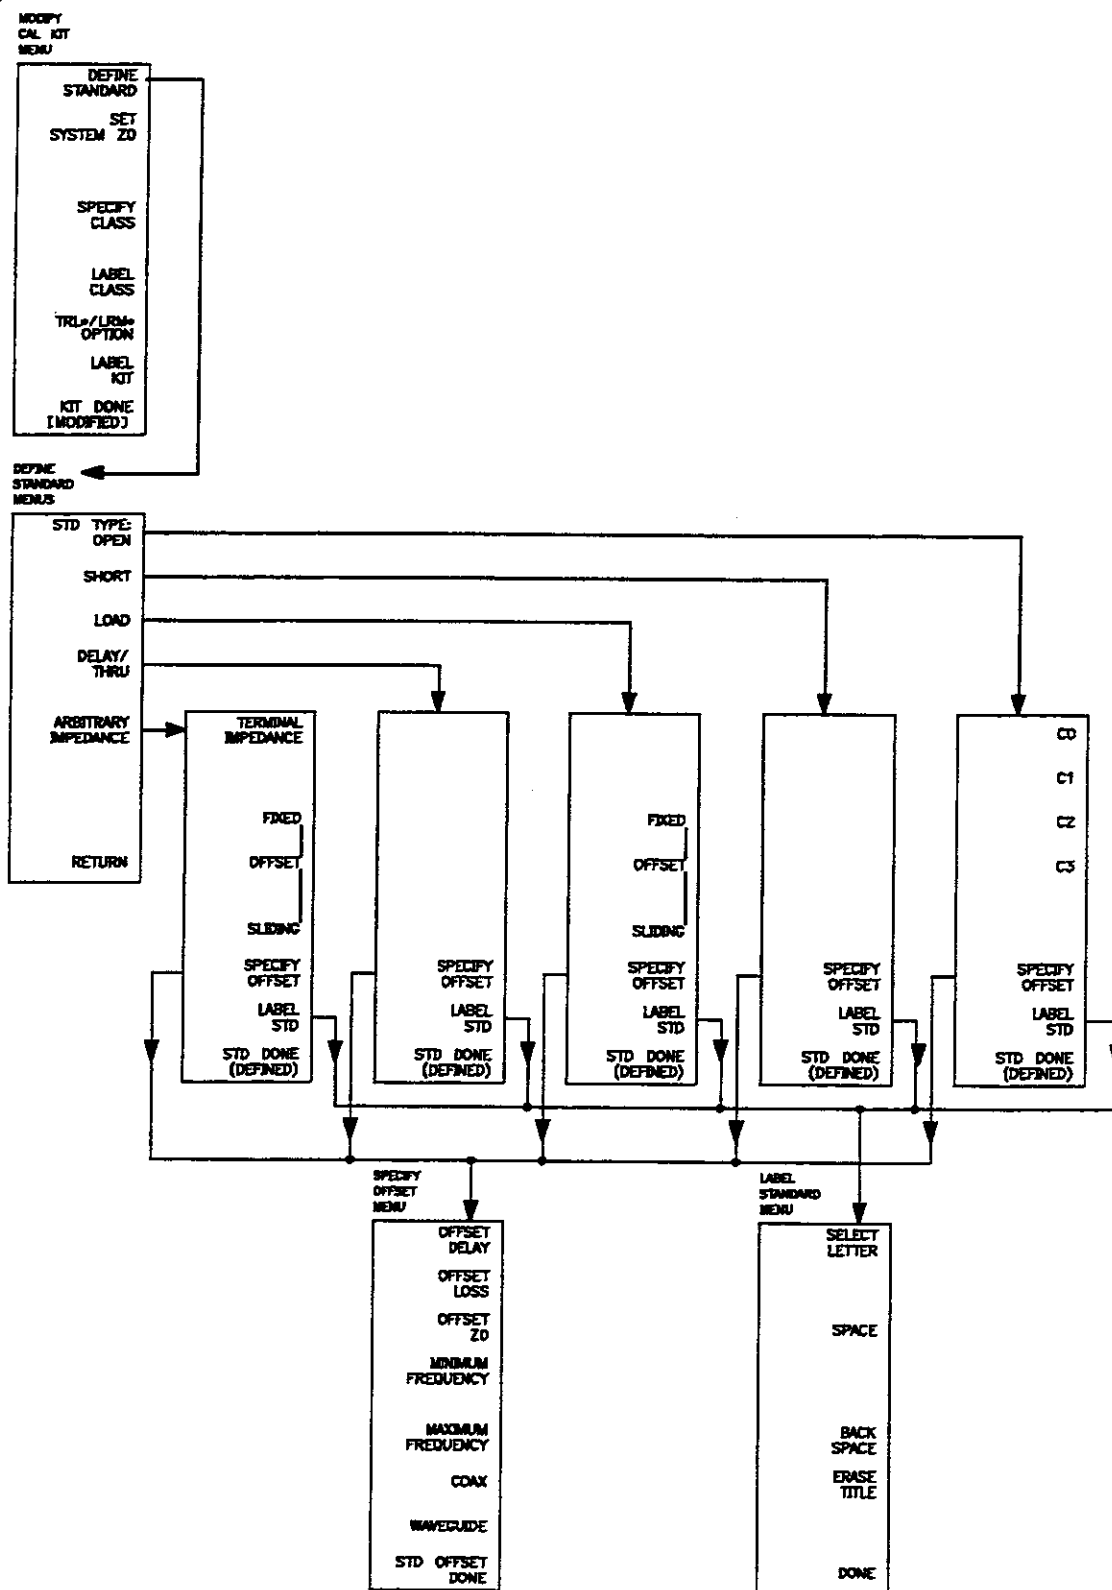 MODIFY
CAL KIT
MENU
DEFINE
STANDARD
SET
SYSTEM Z0
SPECIFY
CLASS
LABEL
CLASS
TRL*/LRM*
OPTION
LABEL
KIT
KIT DONE
[MODIFIED]
DEFINE
STANDARD
MENUS
STD TYPE:
OPEN
SHORT
LOAD
DELAY/
THRU
ARBITRARY
IMPEDANCE
RETURN
TERMINAL
IMPEDANCE
FIXED
OFFSET
SLIDING
SPECIFY
OFFSET
LABEL
STD
STD DONE
(DEFINED)
SPECIFY
OFFSET
LABEL
STD
STD DONE
(DEFINED)
FIXED
OFFSET
SLIDING
SPECIFY
OFFSET
LABEL
STD
STD DONE
(DEFINED)
SPECIFY
OFFSET
LABEL
STD
STD DONE
(DEFINED)
C0
C1
C2
C3
SPECIFY
OFFSET
LABEL
STD
STD DONE
(DEFINED)
SPECIFY
OFFSET
MENU
OFFSET
DELAY
OFFSET
LOSS
OFFSET
Z0
MINIMUM
FREQUENCY
MAXIMUM
FREQUENCY
COAX
WAVEGUIDE
STD OFFSET
DONE
LABEL
STANDARD
MENU
SELECT
LETTER
SPACE
BACK
SPACE
ERASE
TITLE
DONE